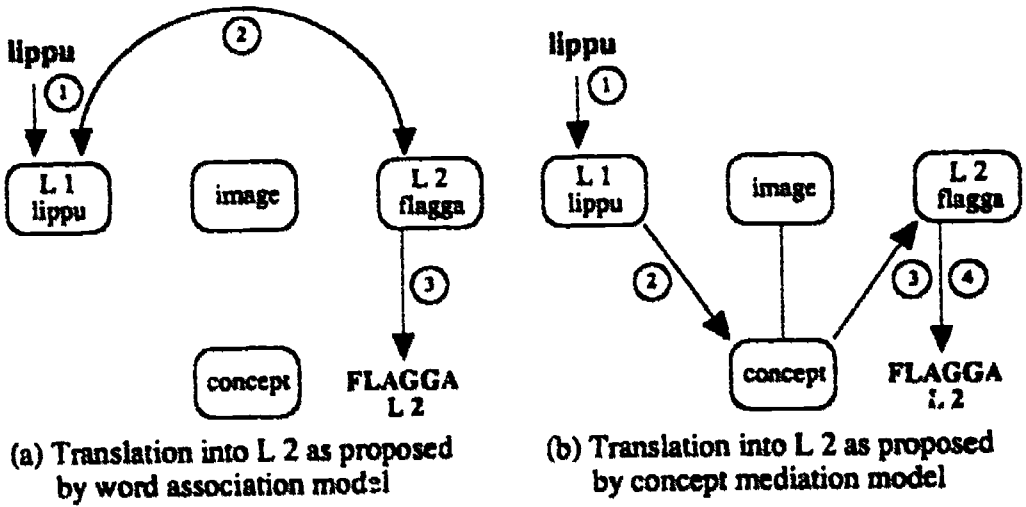 lippu
1
2
L 1
lippu
image
L 2
flagga
3
concept
FLAGGA
L 2
(a) Translation into L 2 as proposed
by word association model
lippu
1
L 1
lippu
image
L 2
flagga
2
3
4
concept
FLAGGA
L 2
(b) Translation into L 2 as proposed
by concept mediation model